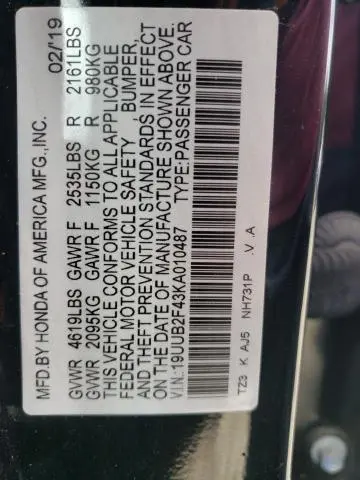 MFD.BY HONDA OF AMERICA MFG.,INC. 02/'19
GVWR 4619LBS GAWR F 2535LBS R 2161LBS
GVWR 2095KG GAWR F 1150KG R 980KG
THIS VEHICLE CONFORMS TO ALL APPLICABLE
FEDERAL MOTOR VEHICLE SAFETY , BUMPER,
AND THEFT PREVENTION STANDARDS IN EFFECT
ON THE DATE OF MANUFACTURE SHOWN ABOVE.
V.I.N.:19UUB2F43KA010487 TYPE:PASSENGER CAR
TZ3 K AJ5 NH731P .V .A